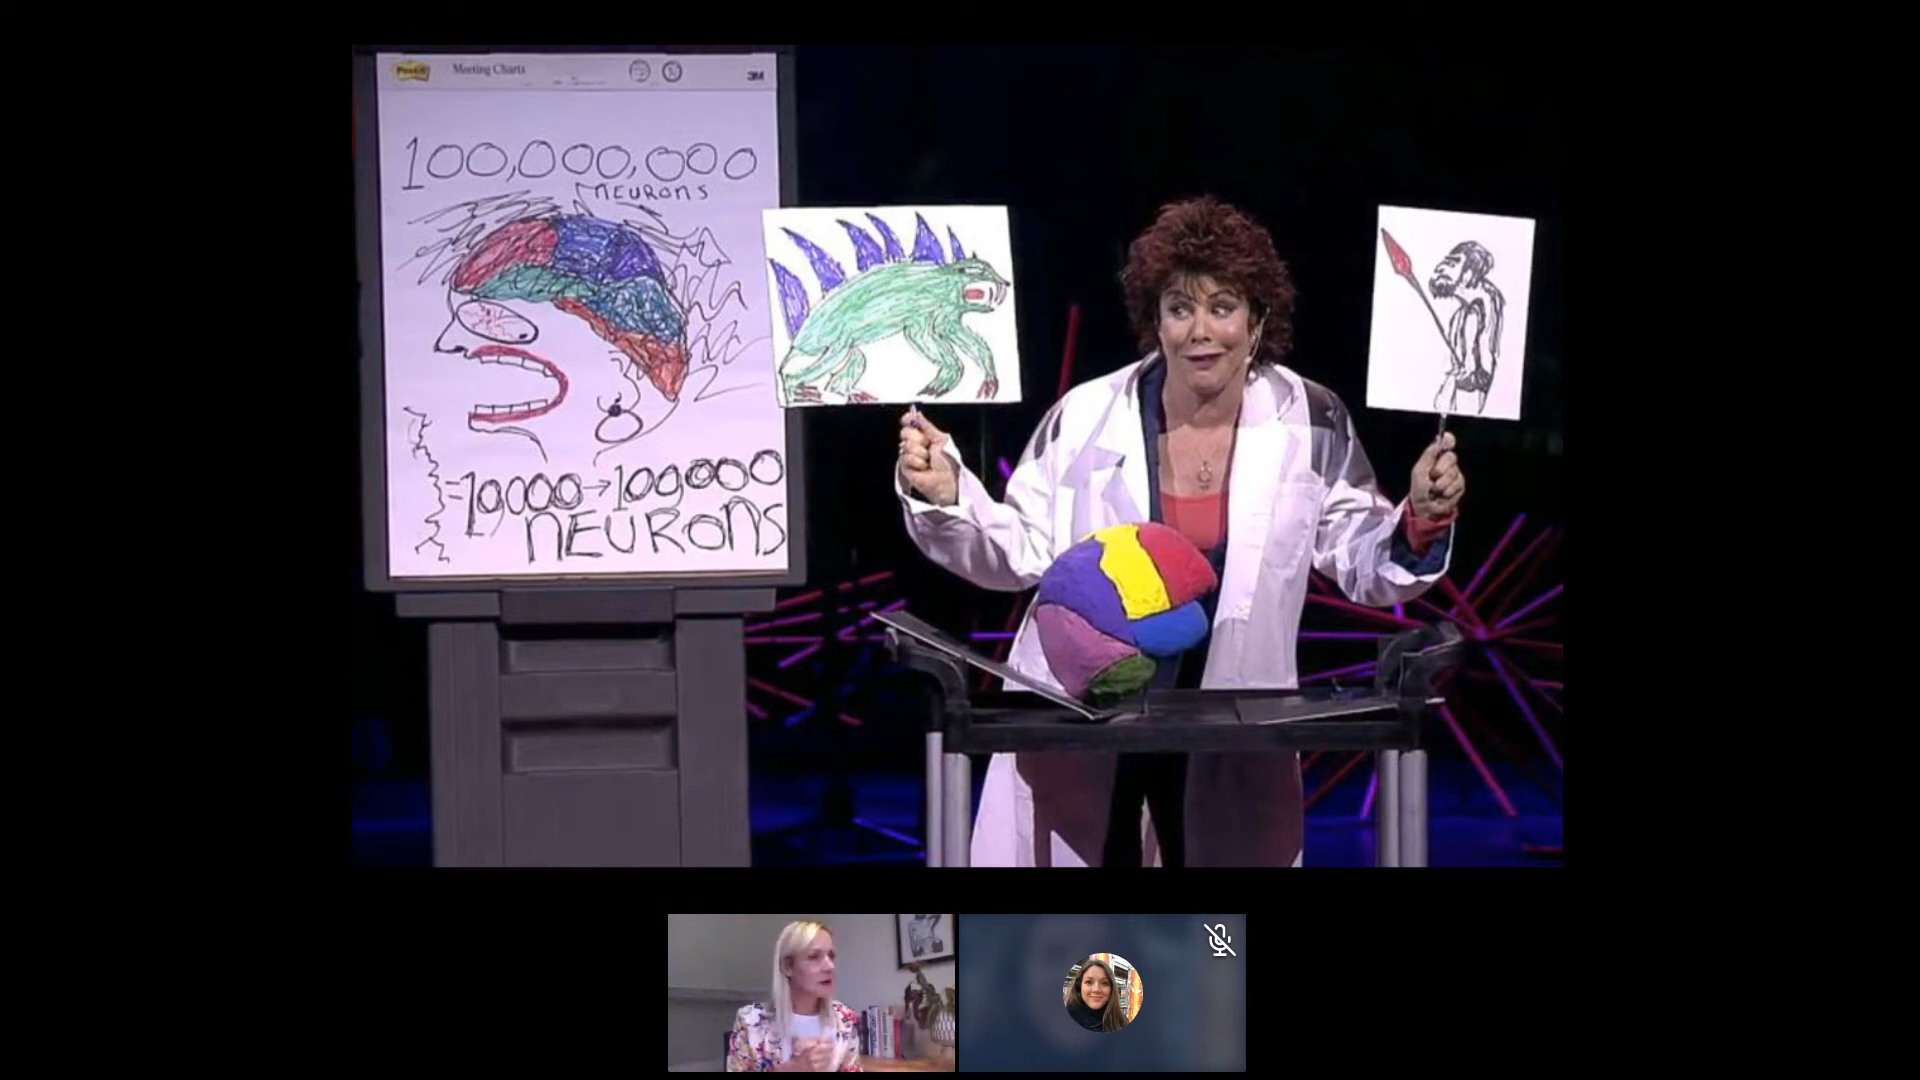 Post-it
Meeting Charts
3M
100,000,000
NEURONS
=10,000→100,000
NEURONS